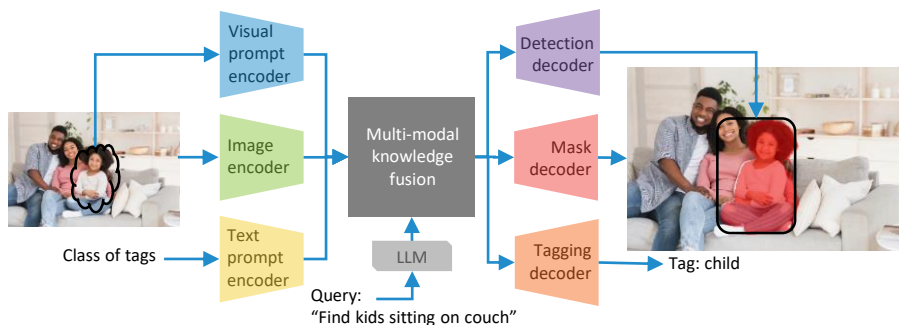 Visual
prompt
encoder
Image
encoder
Text
prompt
encoder
Class of tags
Multi-modal
knowledge
fusion
LLM
Query:
“Find kids sitting on couch”
Detection
decoder
Mask
decoder
Tagging
decoder
Tag: child